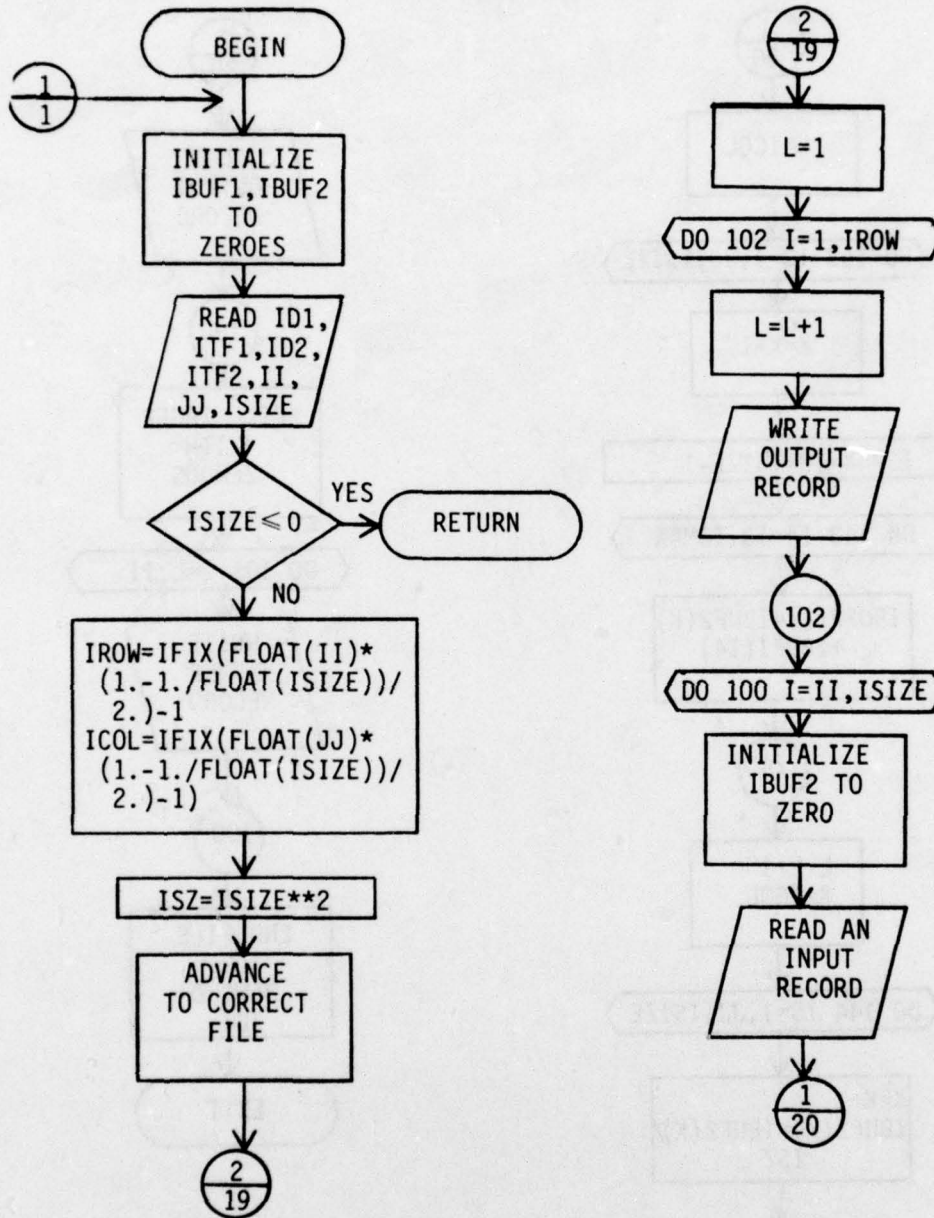 BEGIN
1
1
INITIALIZE
IBUF1,IBUF2
TO
ZEROES
READ ID1,
ITF1,ID2,
ITF2,II,
JJ,ISIZE
ISIZE≤0
YES
RETURN
NO
IROW=IFIX(FLOAT(II)*
(1.-1./FLOAT(ISIZE))/
2.)-1
ICOL=IFIX(FLOAT(JJ)*
(1.-1./FLOAT(ISIZE))/
2.)-1)
ISZ=ISIZE**2
ADVANCE
TO CORRECT
FILE
2
19
2
19
L=1
DO 102 I=1,IROW
L=L+1
WRITE
OUTPUT
RECORD
102
DO 100 I=II,ISIZE
INITIALIZE
IBUF2 TO
ZERO
READ AN
INPUT
RECORD
1
20